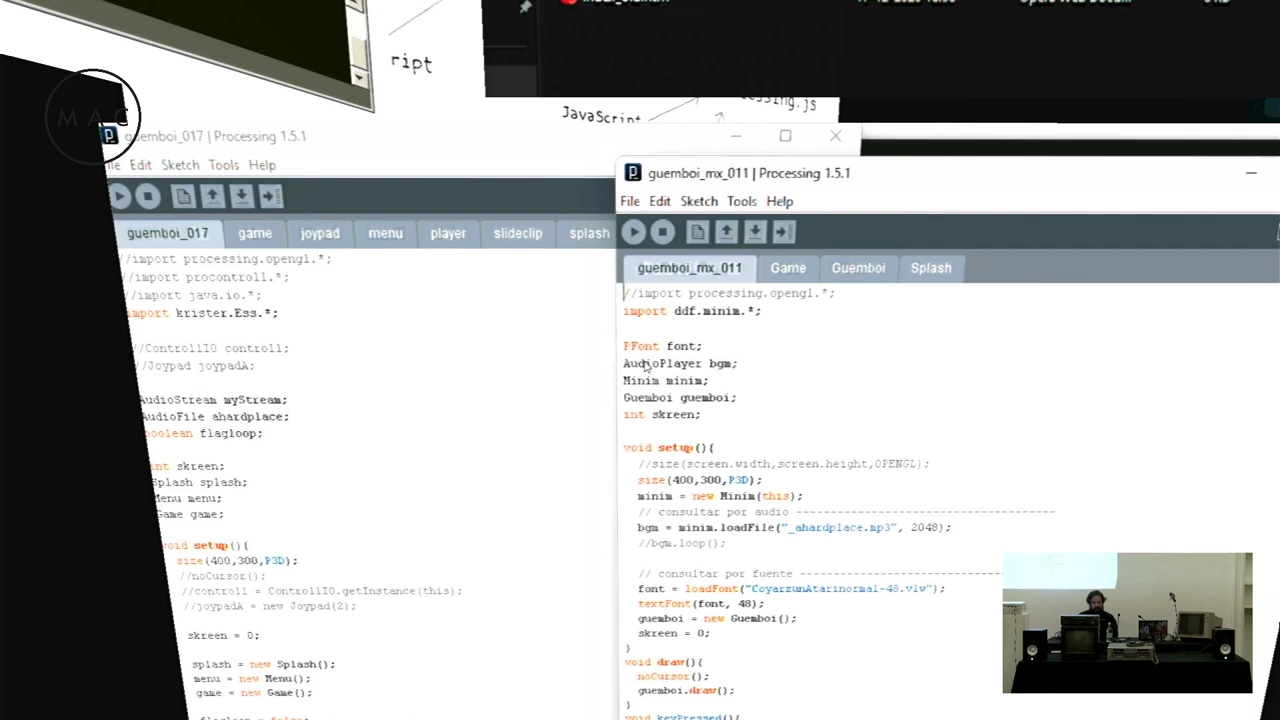 ript
JavaScript
MAC
guemboi_017 | Processing 1.5.1
Edit Sketch Tools Help
guemboi_017 game joypad menu player slideclip splash
//import processing.opengl.*;
//import procontroll.*;
//import java.io.*;
import krister.Ess.*;
//ControllIO controll;
//Joypad joypadA;
AudioStream myStream;
AudioFile ahardplace;
boolean flagloop;
int skreen;
Splash splash;
Menu menu;
Game game;
void setup(){
size(400,300,P3D);
//noCursor();
//controll = ControllIO.getInstance(this);
//joypadA = new Joypad(2);
skreen = 0;
splash = new Splash();
menu = new Menu();
game = new Game();
guemboi_mx_011 | Processing 1.5.1
File Edit Sketch Tools Help
guemboi_mx_011 Game Guemboi Splash
//import processing.opengl.*;
import ddf.minim.*;
PFont font;
AudioPlayer bgm;
Minim minim;
Guemboi guemboi;
int skreen;
void setup(){
//size(screen.width,screen.height,OPENGL);
size(400,300,P3D);
minim = new Minim(this);
// consultar por audio ------------------------------------
bgm = minim.loadFile("_ahardplace.mp3", 2048);
//bgm.loop();
// consultar por fuente ----------------------------
font = loadFont("CoyarzunAtarinormal-48.vlw");
textFont(font, 48);
guemboi = new Guemboi();
skreen = 0;
}
void draw(){
noCursor();
guemboi.draw();
}
void keyPressed(){